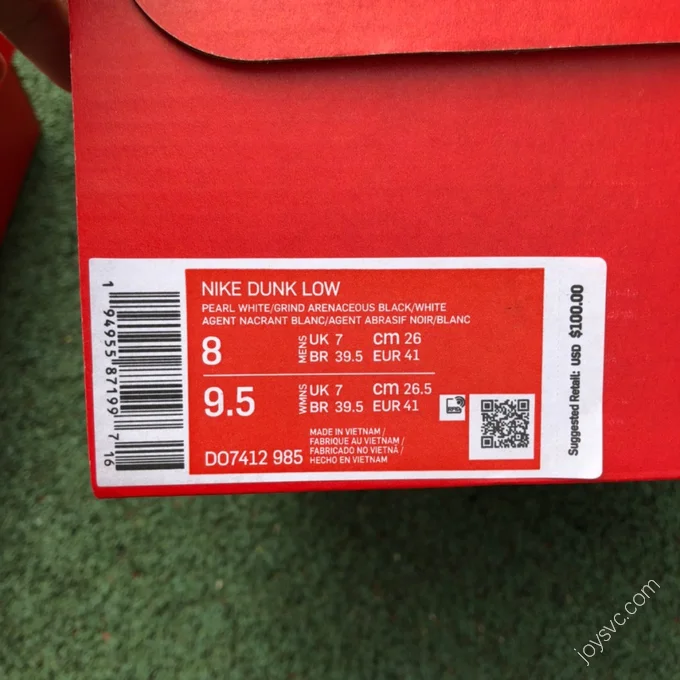 NIKE DUNK LOW
PEARL WHITE/GRIND ARENACEOUS BLACK/WHITE
AGENT NACRANT BLANC/AGENT ABRASIF NOIR/BLANC
8 MENS UK 7 cm 26
BR 39.5 EUR 41
9.5 WMNS UK 7 cm 26.5
BR 39.5 EUR 41
MADE IN VIETNAM /
FABRIQUE AU VIETNAM /
FABRICADO NO VIETNÃ /
HECHO EN VIETNAM
DO7412 985
1 94955 87199 7 16
Suggested Retail: USD $100.00
joysvc.com